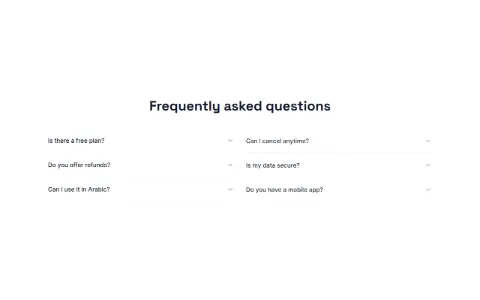 Frequently asked questions
Is there a free plan?
Can I cancel anytime?
Do you offer refunds?
Is my data secure?
Can I use it in Arabic?
Do you have a mobile app?